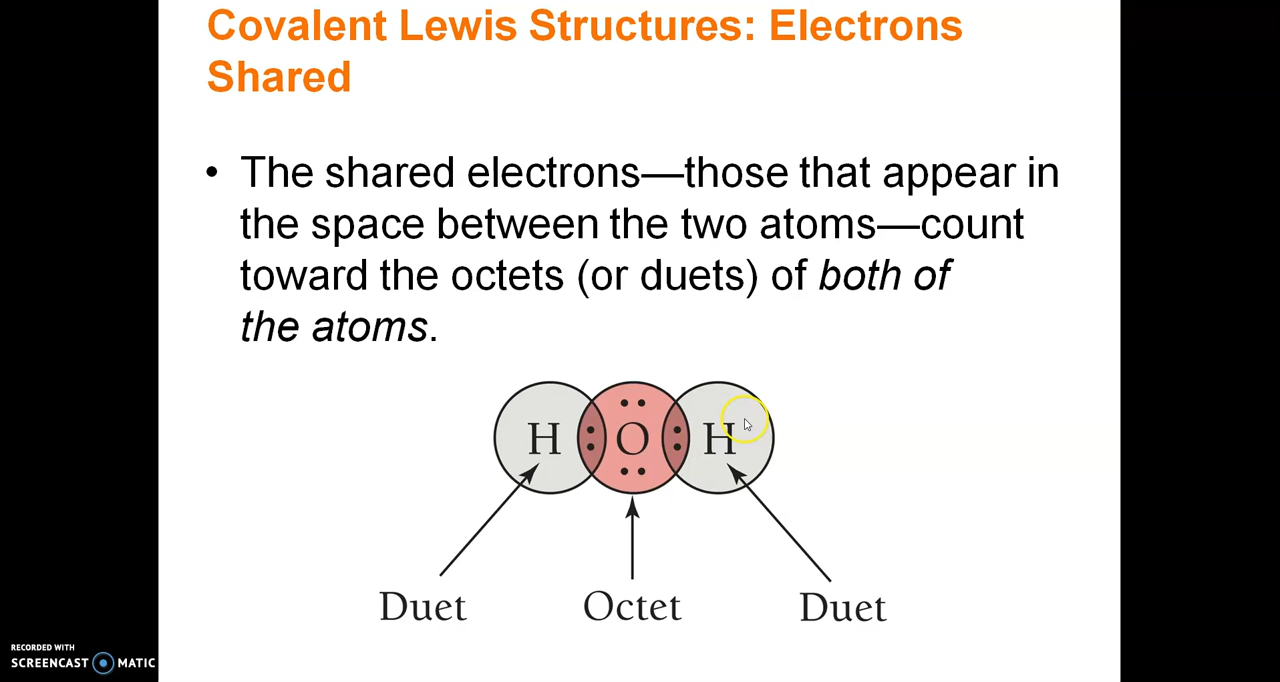 Covalent Lewis Structures: Electrons
Shared
• The shared electrons—those that appear in
the space between the two atoms—count
toward the octets (or duets) of both of
the atoms.
H : O : H
Duet Octet Duet
RECORDED WITH
SCREENCAST MATIC